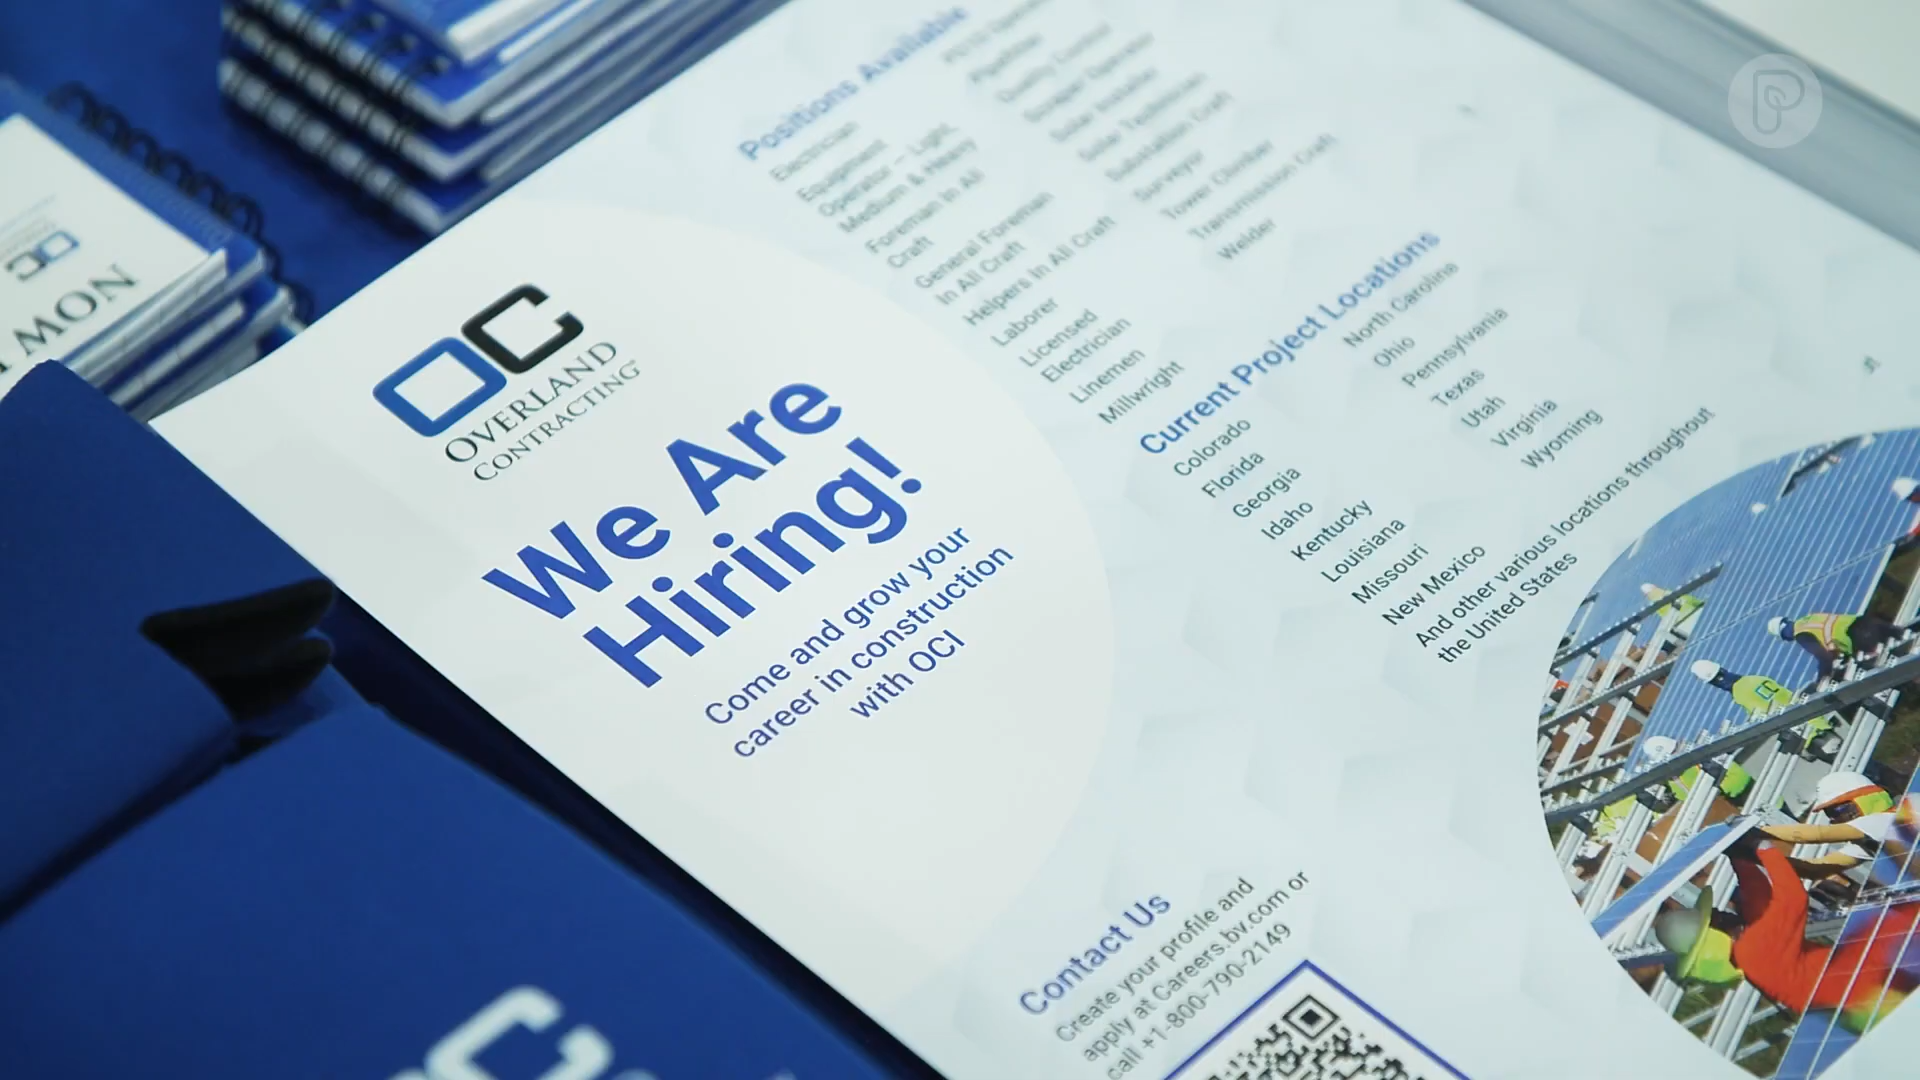 OC
OVERLAND
CONTRACTING
We Are
Hiring!
Come and grow your
career in construction
with OCI
Positions Available
Electrician
Equipment
Operator – Light,
Medium & Heavy
Foreman In All
Craft
General Foreman
In All Craft
Helpers In All Craft
Laborer
Licensed
Electrician
Linemen
Millwright
Pipefitter
Quality Control
Scraper Operator
Solar Installer
Solar Technician
Substation Craft
Surveyor
Tower Climber
Transmission Craft
Welder
Current Project Locations
Colorado
Florida
Georgia
Idaho
Kentucky
Louisiana
Missouri
New Mexico
North Carolina
Ohio
Pennsylvania
Texas
Utah
Virginia
Wyoming
And other various locations throughout
the United States
Contact Us
Create your profile and
apply at Careers.bv.com or
call +1-800-790-2149
OC
MON
OC
P